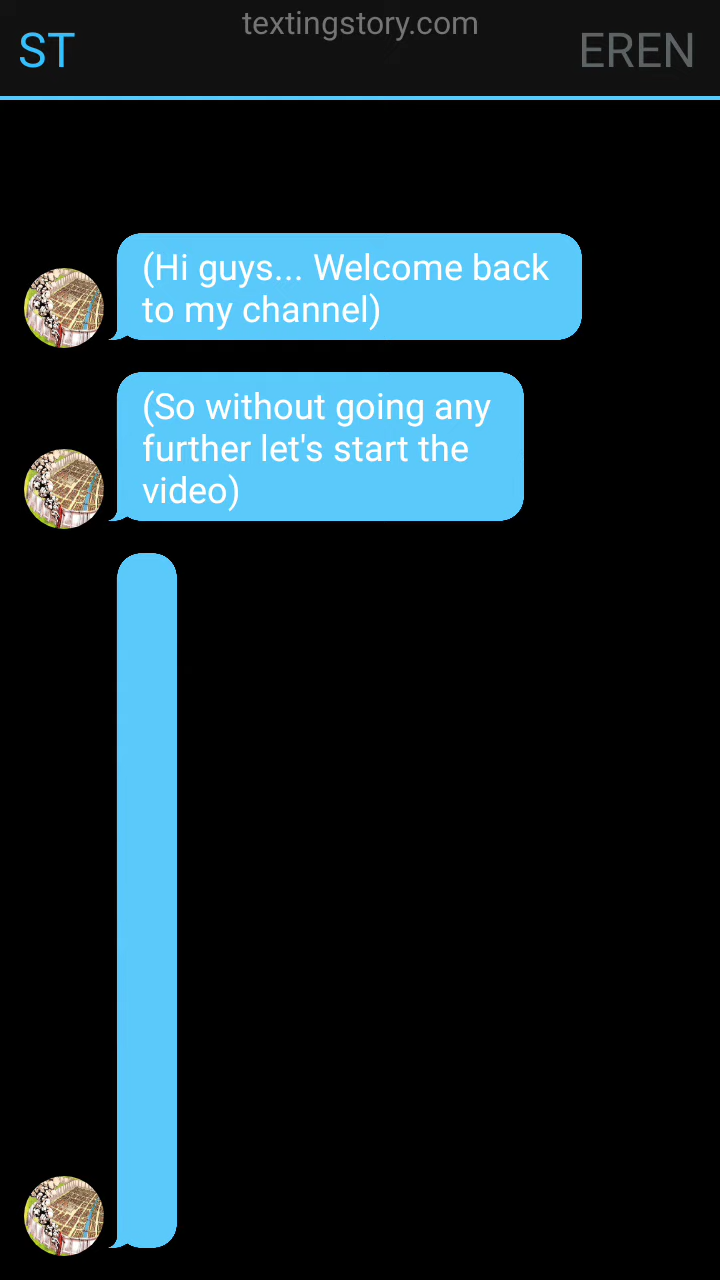 textingstory.com
ST
EREN
(Hi guys... Welcome back
to my channel)
(So without going any
further let's start the
video)